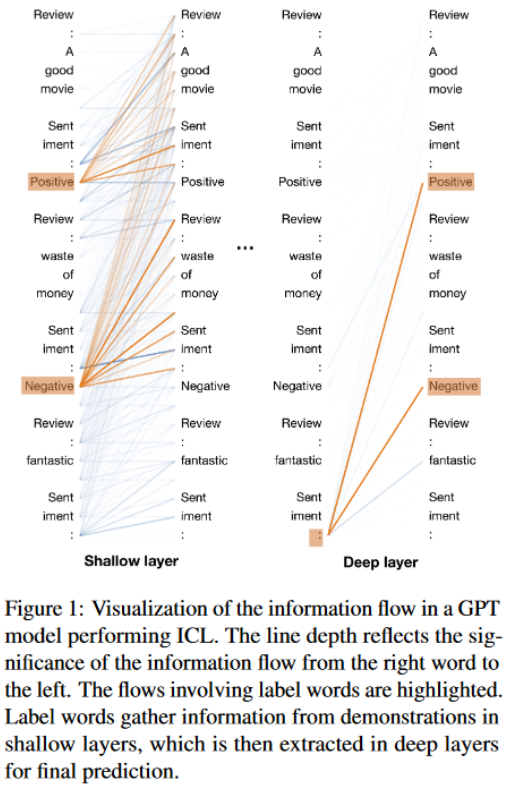 Review Review Review Review
: : : :
A A A A
good good good good
movie movie movie movie
Sent Sent Sent Sent
iment iment iment iment
: : : :
Positive Positive Positive Positive
Review Review Review Review
: : : :
...
waste waste waste waste
of of of of
money money money money
Sent Sent Sent Sent
iment iment iment iment
: : : :
Negative Negative Negative Negative
Review Review Review Review
: : : :
fantastic fantastic fantastic fantastic
Sent Sent Sent Sent
iment iment iment iment
: : : :
Shallow layer Deep layer
Figure 1: Visualization of the information flow in a GPT
model performing ICL. The line depth reflects the sig-
nificance of the information flow from the right word to
the left. The flows involving label words are highlighted.
Label words gather information from demonstrations in
shallow layers, which is then extracted in deep layers
for final prediction.